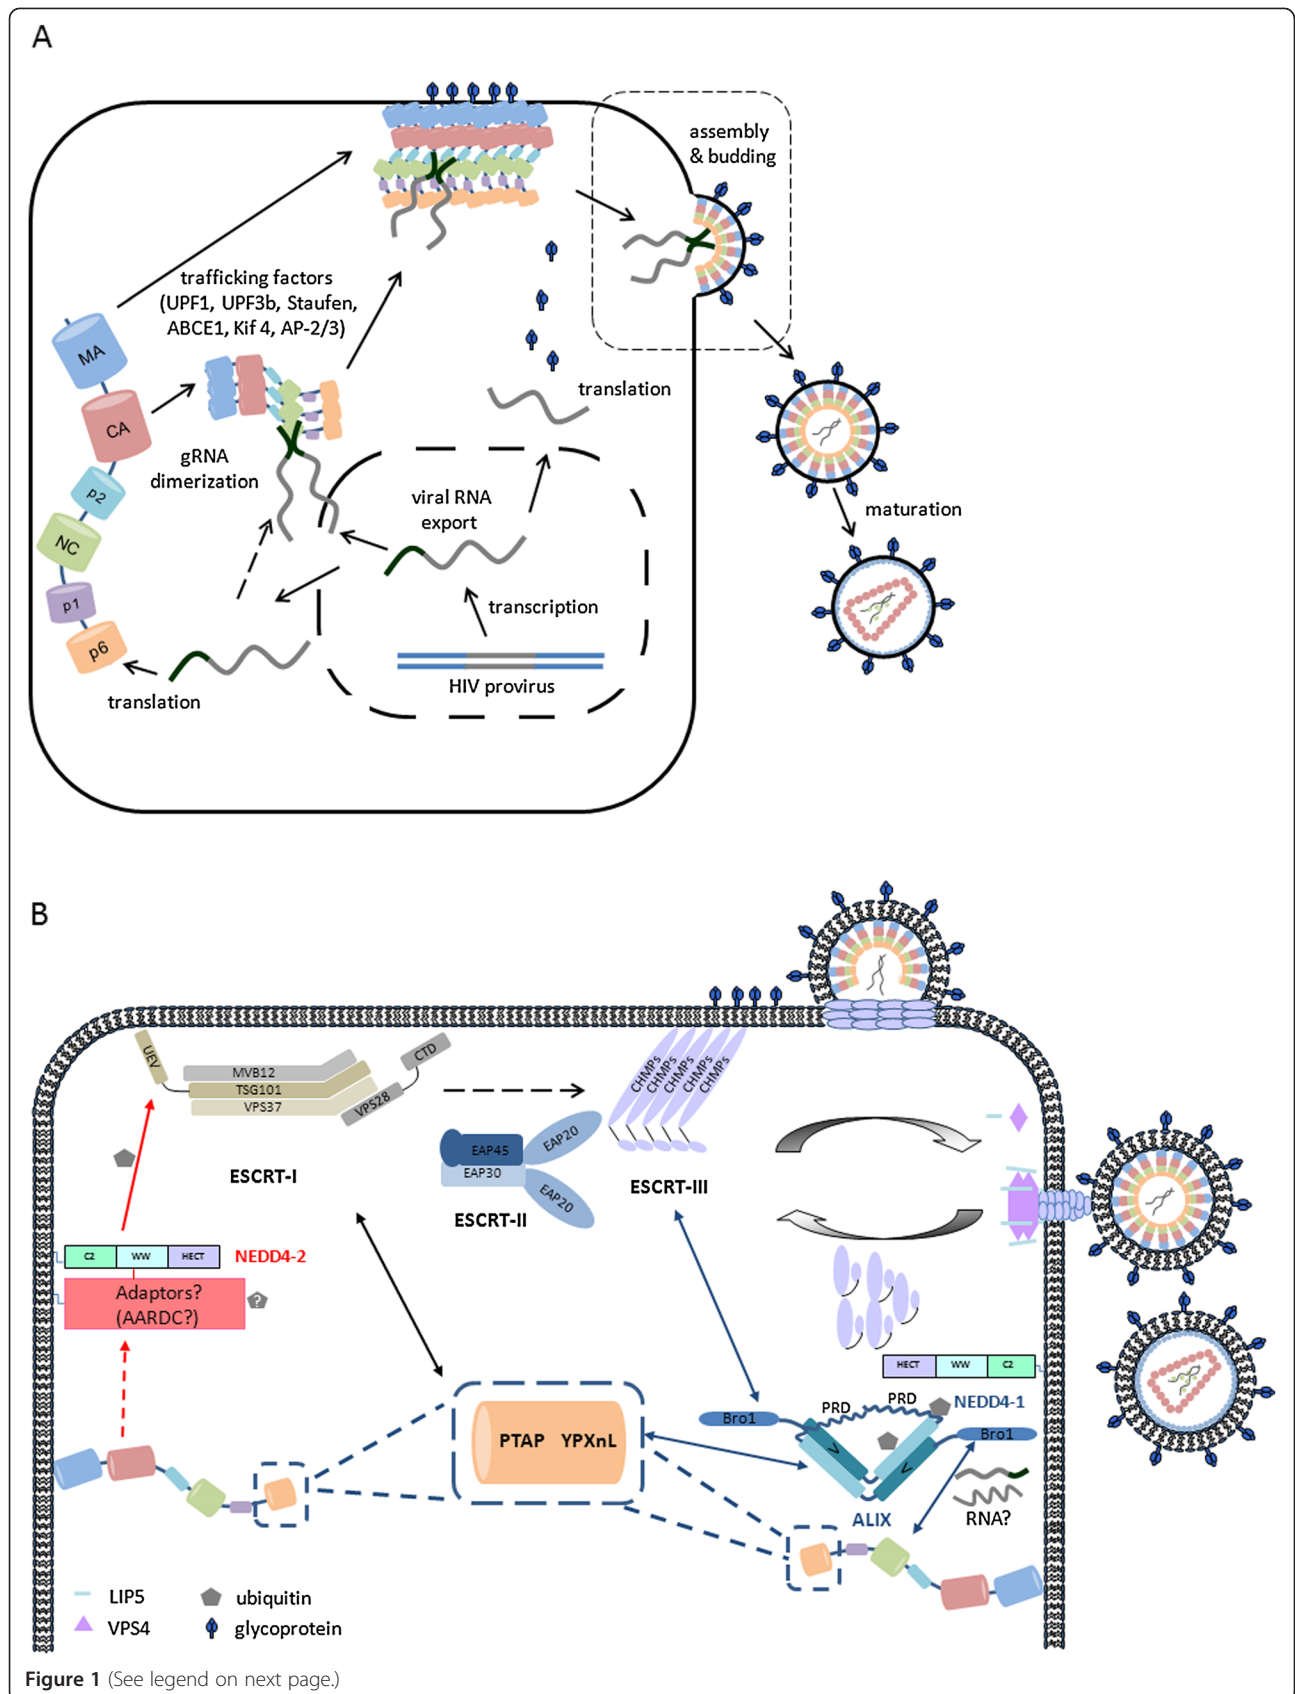 A
assembly
& budding
trafficking factors
(UPF1, UPF3b, Staufen,
ABCE1, Kif 4, AP-2/3)
MA
CA
p2
NC
p1
p6
gRNA
dimerization
translation
viral RNA
export
transcription
HIV provirus
translation
maturation
B
UEV
MVB12
TSG101
VPS37
VPS28
CTD
ESCRT-I
EAP45
EAP30
EAP20
EAP20
ESCRT-II
CHMPs
CHMPs
CHMPs
CHMPs
ESCRT-III
C2
WW
HECT
NEDD4-2
Adaptors?
(AARDC?)
?
HECT
WW
C2
NEDD4-1
PRD
PRD
Bro1
Bro1
V
V
PTAP YPXnL
ALIX
RNA?
LIP5
VPS4
ubiquitin
glycoprotein
Figure 1 (See legend on next page.)